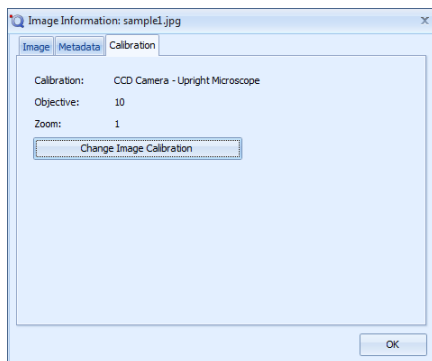 Image Information: sample1.jpg
Image Metadata Calibration
Calibration: CCD Camera - Upright Microscope
Objective: 10
Zoom: 1
Change Image Calibration
OK